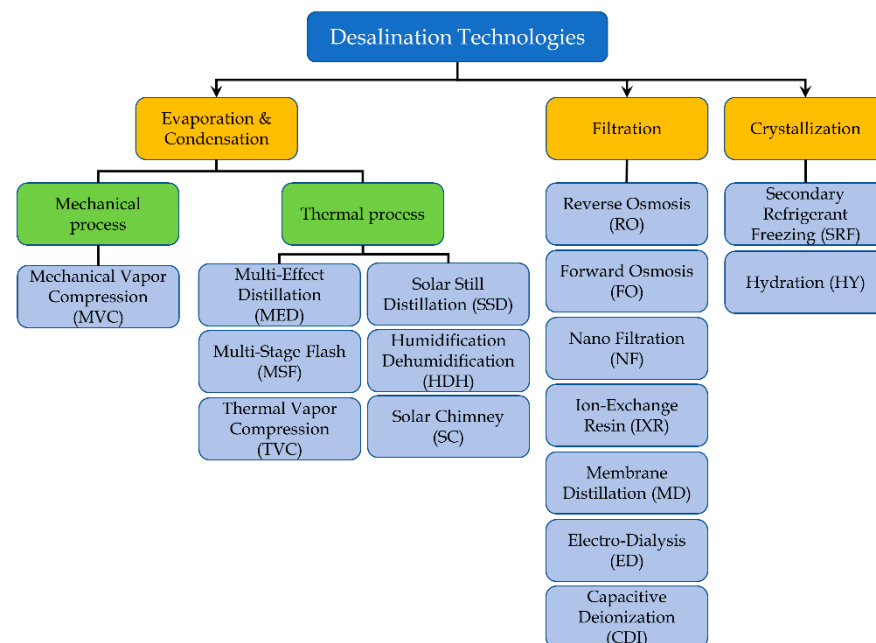 Desalination Technologies
Evaporation &
Condensation
Filtration
Crystallization
Mechanical
process
Thermal process
Mechanical Vapor
Compression
(MVC)
Multi-Effect
Distillation
(MED)
Multi-Stage Flash
(MSF)
Thermal Vapor
Compression
(TVC)
Solar Still
Distillation (SSD)
Humidification
Dehumidification
(HDH)
Solar Chimney
(SC)
Reverse Osmosis
(RO)
Forward Osmosis
(FO)
Nano Filtration
(NF)
Ion-Exchange
Resin (IXR)
Membrane
Distillation (MD)
Electro-Dialysis
(ED)
Capacitive
Deionization
(CDI)
Secondary
Refrigerant
Freezing (SRF)
Hydration (HY)